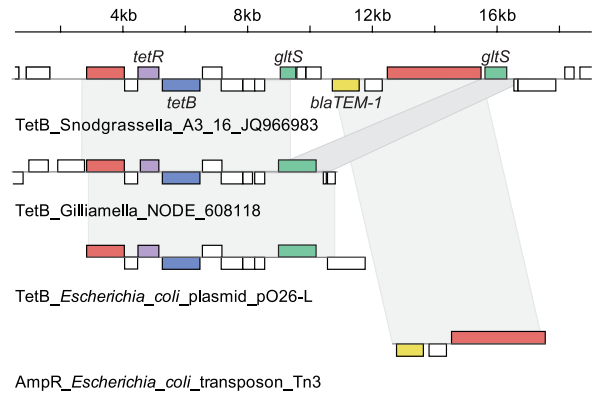 4kb 8kb 12kb 16kb
tetR gltS gltS
tetB blaTEM-1
TetB_Snodgrassella_A3_16_JQ966983
TetB_Gilliamella_NODE_608118
TetB_Escherichia_coli_plasmid_pO26-L
AmpR_Escherichia_coli_transposon_Tn3